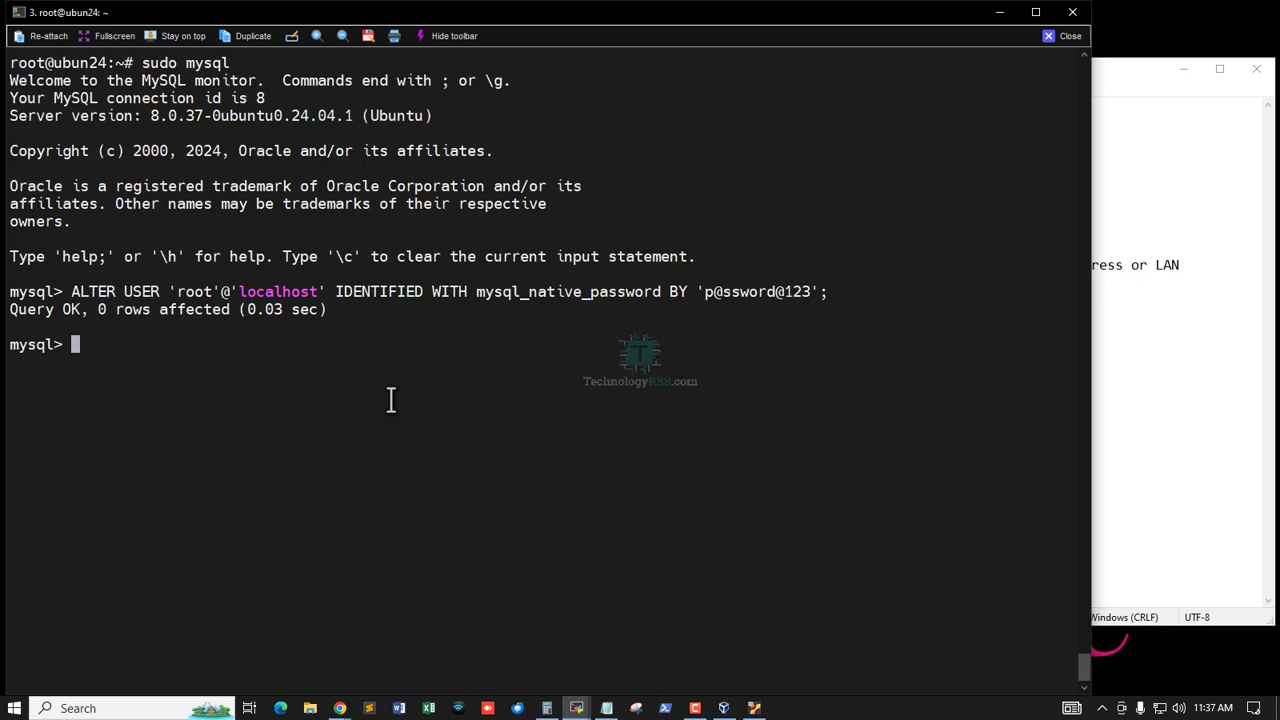 3. root@ubun24: ~
Re-attach Fullscreen Stay on top Duplicate Hide toolbar Close
root@ubun24:~# sudo mysql
Welcome to the MySQL monitor.  Commands end with ; or \g.
Your MySQL connection id is 8
Server version: 8.0.37-0ubuntu0.24.04.1 (Ubuntu)
Copyright (c) 2000, 2024, Oracle and/or its affiliates.
Oracle is a registered trademark of Oracle Corporation and/or its
affiliates. Other names may be trademarks of their respective
owners.
Type 'help;' or '\h' for help. Type '\c' to clear the current input statement.
ress or LAN
mysql> ALTER USER 'root'@'localhost' IDENTIFIED WITH mysql_native_password BY 'p@ssword@123';
Query OK, 0 rows affected (0.03 sec)
mysql>
T
TechnologyRSS.com
Windows (CRLF) UTF-8
Search 11:37 AM